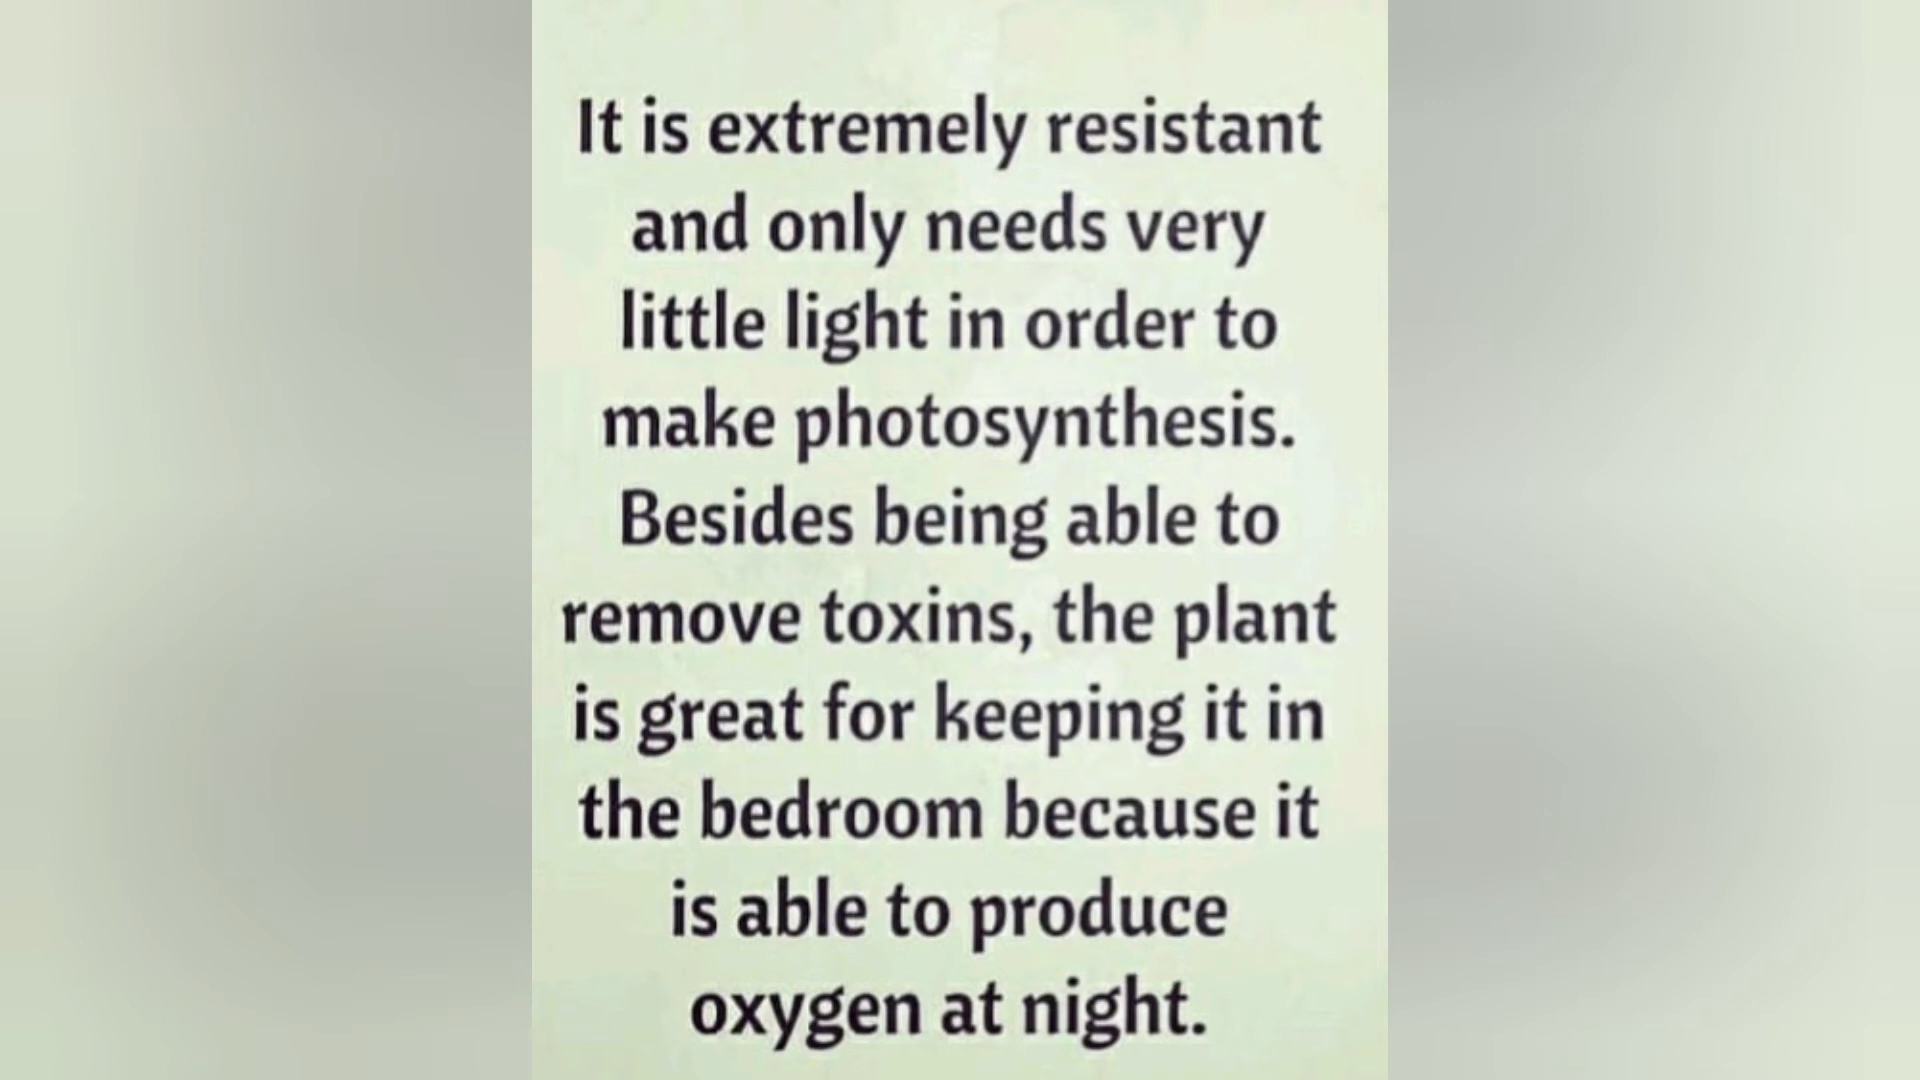 It is extremely resistant
and only needs very
little light in order to
make photosynthesis.
Besides being able to
remove toxins, the plant
is great for keeping it in
the bedroom because it
is able to produce
oxygen at night.